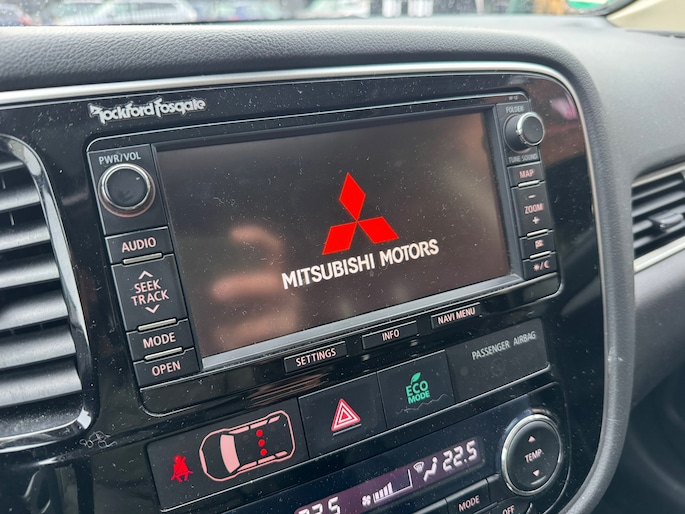 Rockford Fosgate
PWR/VOL
AUDIO
SEEK
TRACK
MODE
OPEN
MITSUBISHI MOTORS
FOLDER
TUNE SOUND
MAP
−
ZOOM
+
SETTINGS
INFO
NAVI MENU
ECO
MODE
PASSENGER AIRBAG
22.5
TEMP.
MODE
OFF